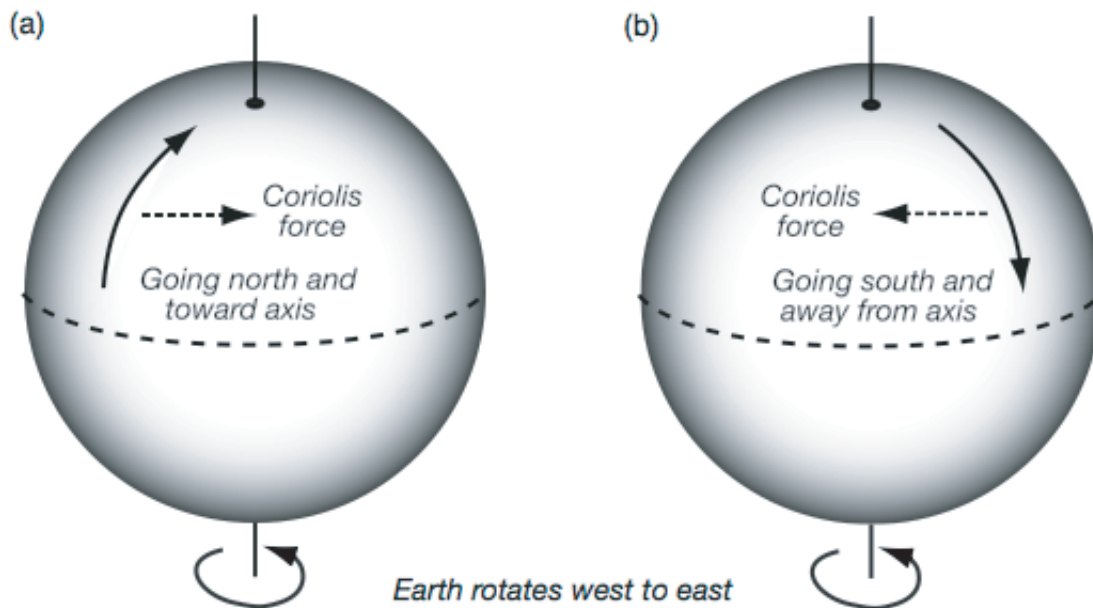 (a)
Coriolis
force
Going north and
toward axis
(b)
Coriolis
force
Going south and
away from axis
Earth rotates west to east